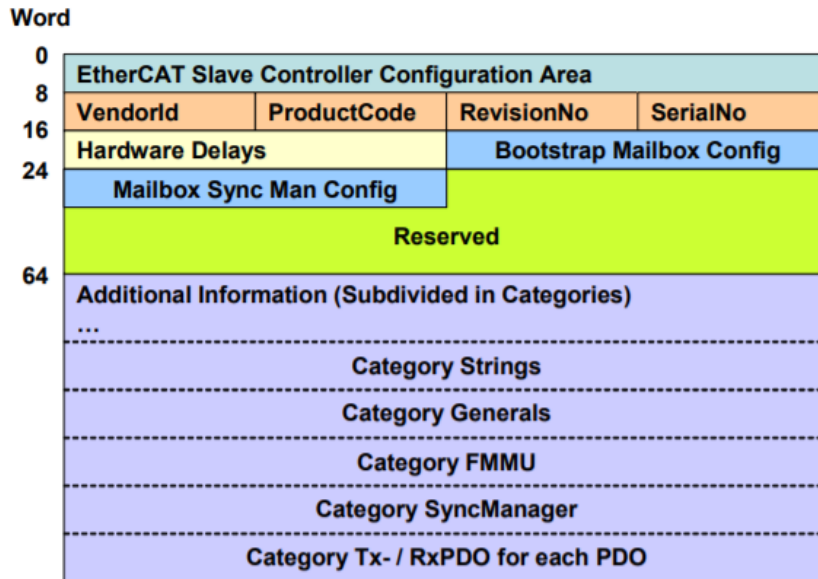 Word
0
EtherCAT Slave Controller Configuration Area
8
VendorId ProductCode RevisionNo SerialNo
16
Hardware Delays Bootstrap Mailbox Config
24
Mailbox Sync Man Config
Reserved
64
Additional Information (Subdivided in Categories)
...
Category Strings
Category Generals
Category FMMU
Category SyncManager
Category Tx- / RxPDO for each PDO